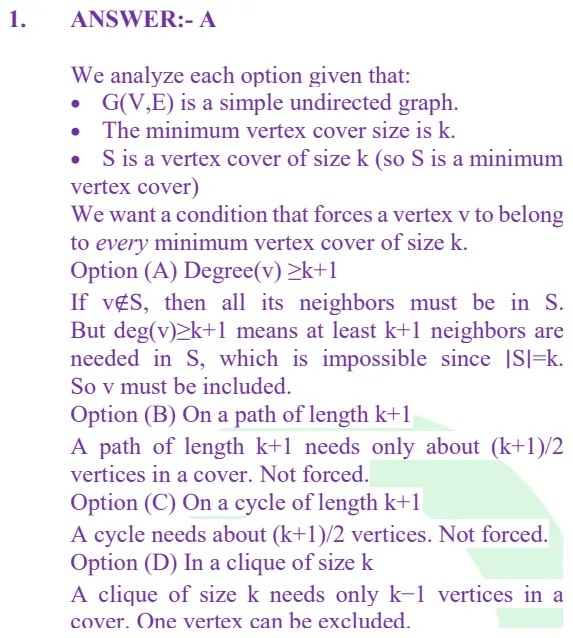 1. ANSWER:- A
We analyze each option given that:
• G(V,E) is a simple undirected graph.
• The minimum vertex cover size is k.
• S is a vertex cover of size k (so S is a minimum
vertex cover)
We want a condition that forces a vertex v to belong
to every minimum vertex cover of size k.
Option (A) Degree(v) ≥k+1
If v∉S, then all its neighbors must be in S.
But deg(v)≥k+1 means at least k+1 neighbors are
needed in S, which is impossible since ∣S∣=k.
So v must be included.
Option (B) On a path of length k+1
A path of length k+1 needs only about (k+1)/2
vertices in a cover. Not forced.
Option (C) On a cycle of length k+1
A cycle needs about (k+1)/2 vertices. Not forced.
Option (D) In a clique of size k
A clique of size k needs only k−1 vertices in a
cover. One vertex can be excluded.